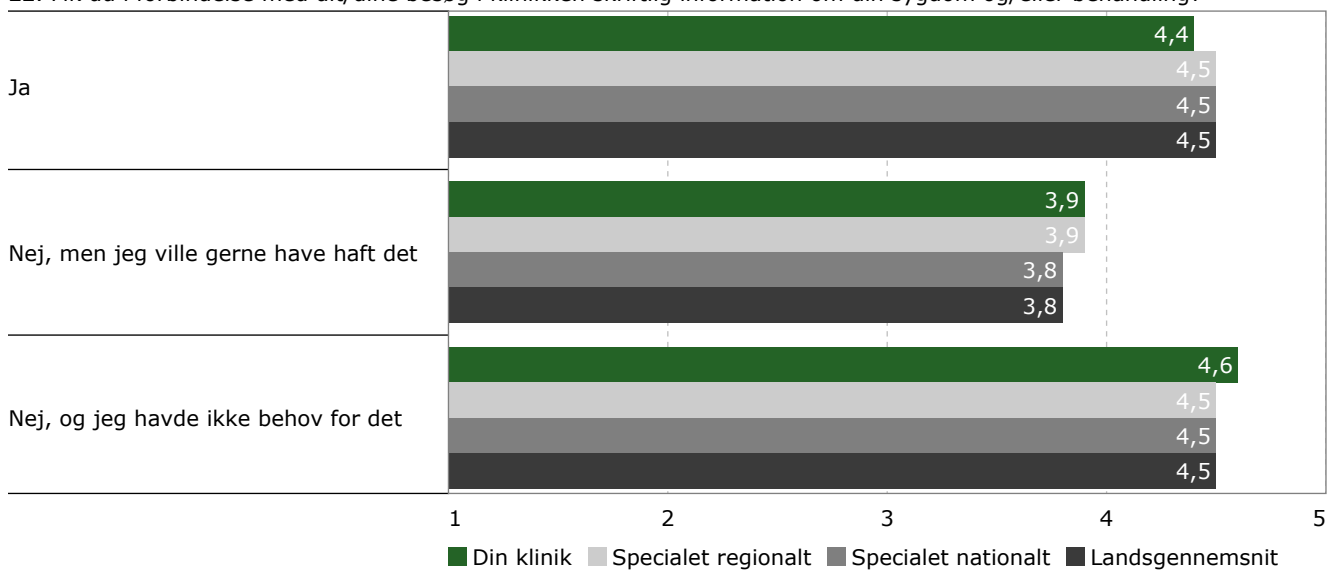 Ja
4,4
4,5
4,5
4,5
Nej, men jeg ville gerne have haft det
3,9
3,9
3,8
3,8
Nej, og jeg havde ikke behov for det
4,6
4,5
4,5
4,5
1 2 3 4 5
Din klinik Specialet regionalt Specialet nationalt Landsgennemsnit